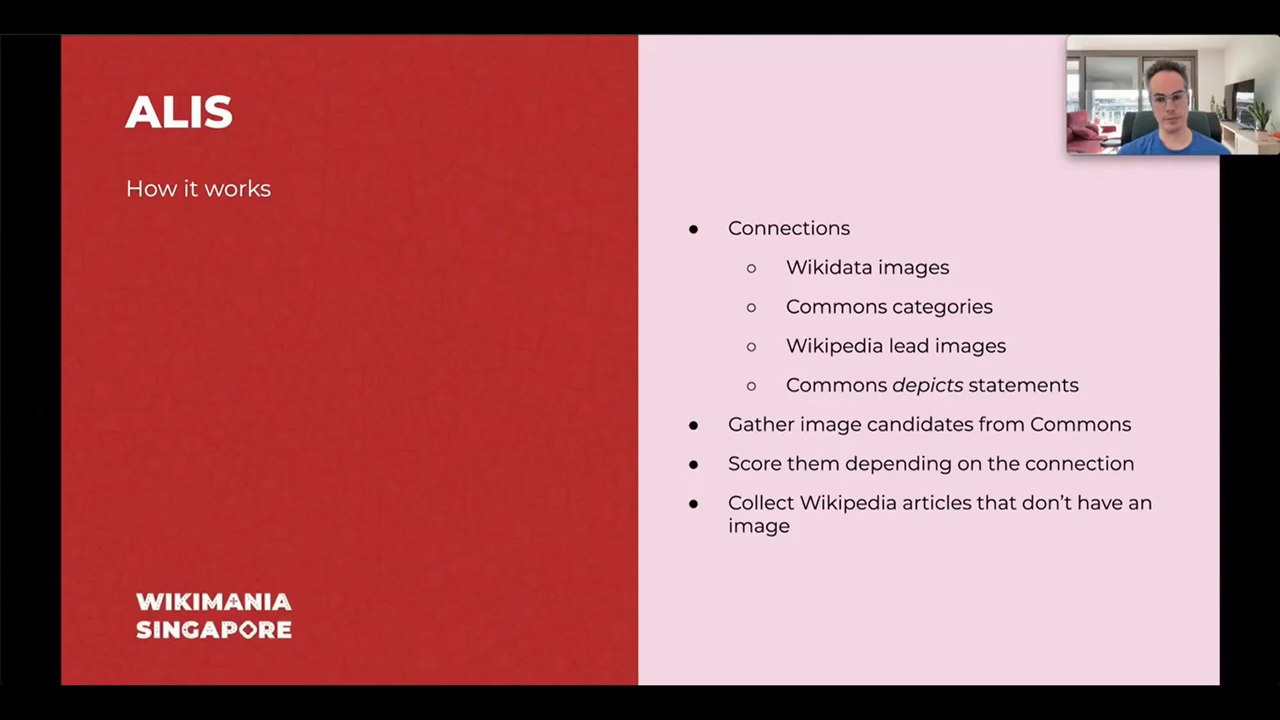 ALIS
How it works
● Connections
○ Wikidata images
○ Commons categories
○ Wikipedia lead images
○ Commons depicts statements
● Gather image candidates from Commons
● Score them depending on the connection
● Collect Wikipedia articles that don’t have an
image
WIKIMANIA
SINGAPORE